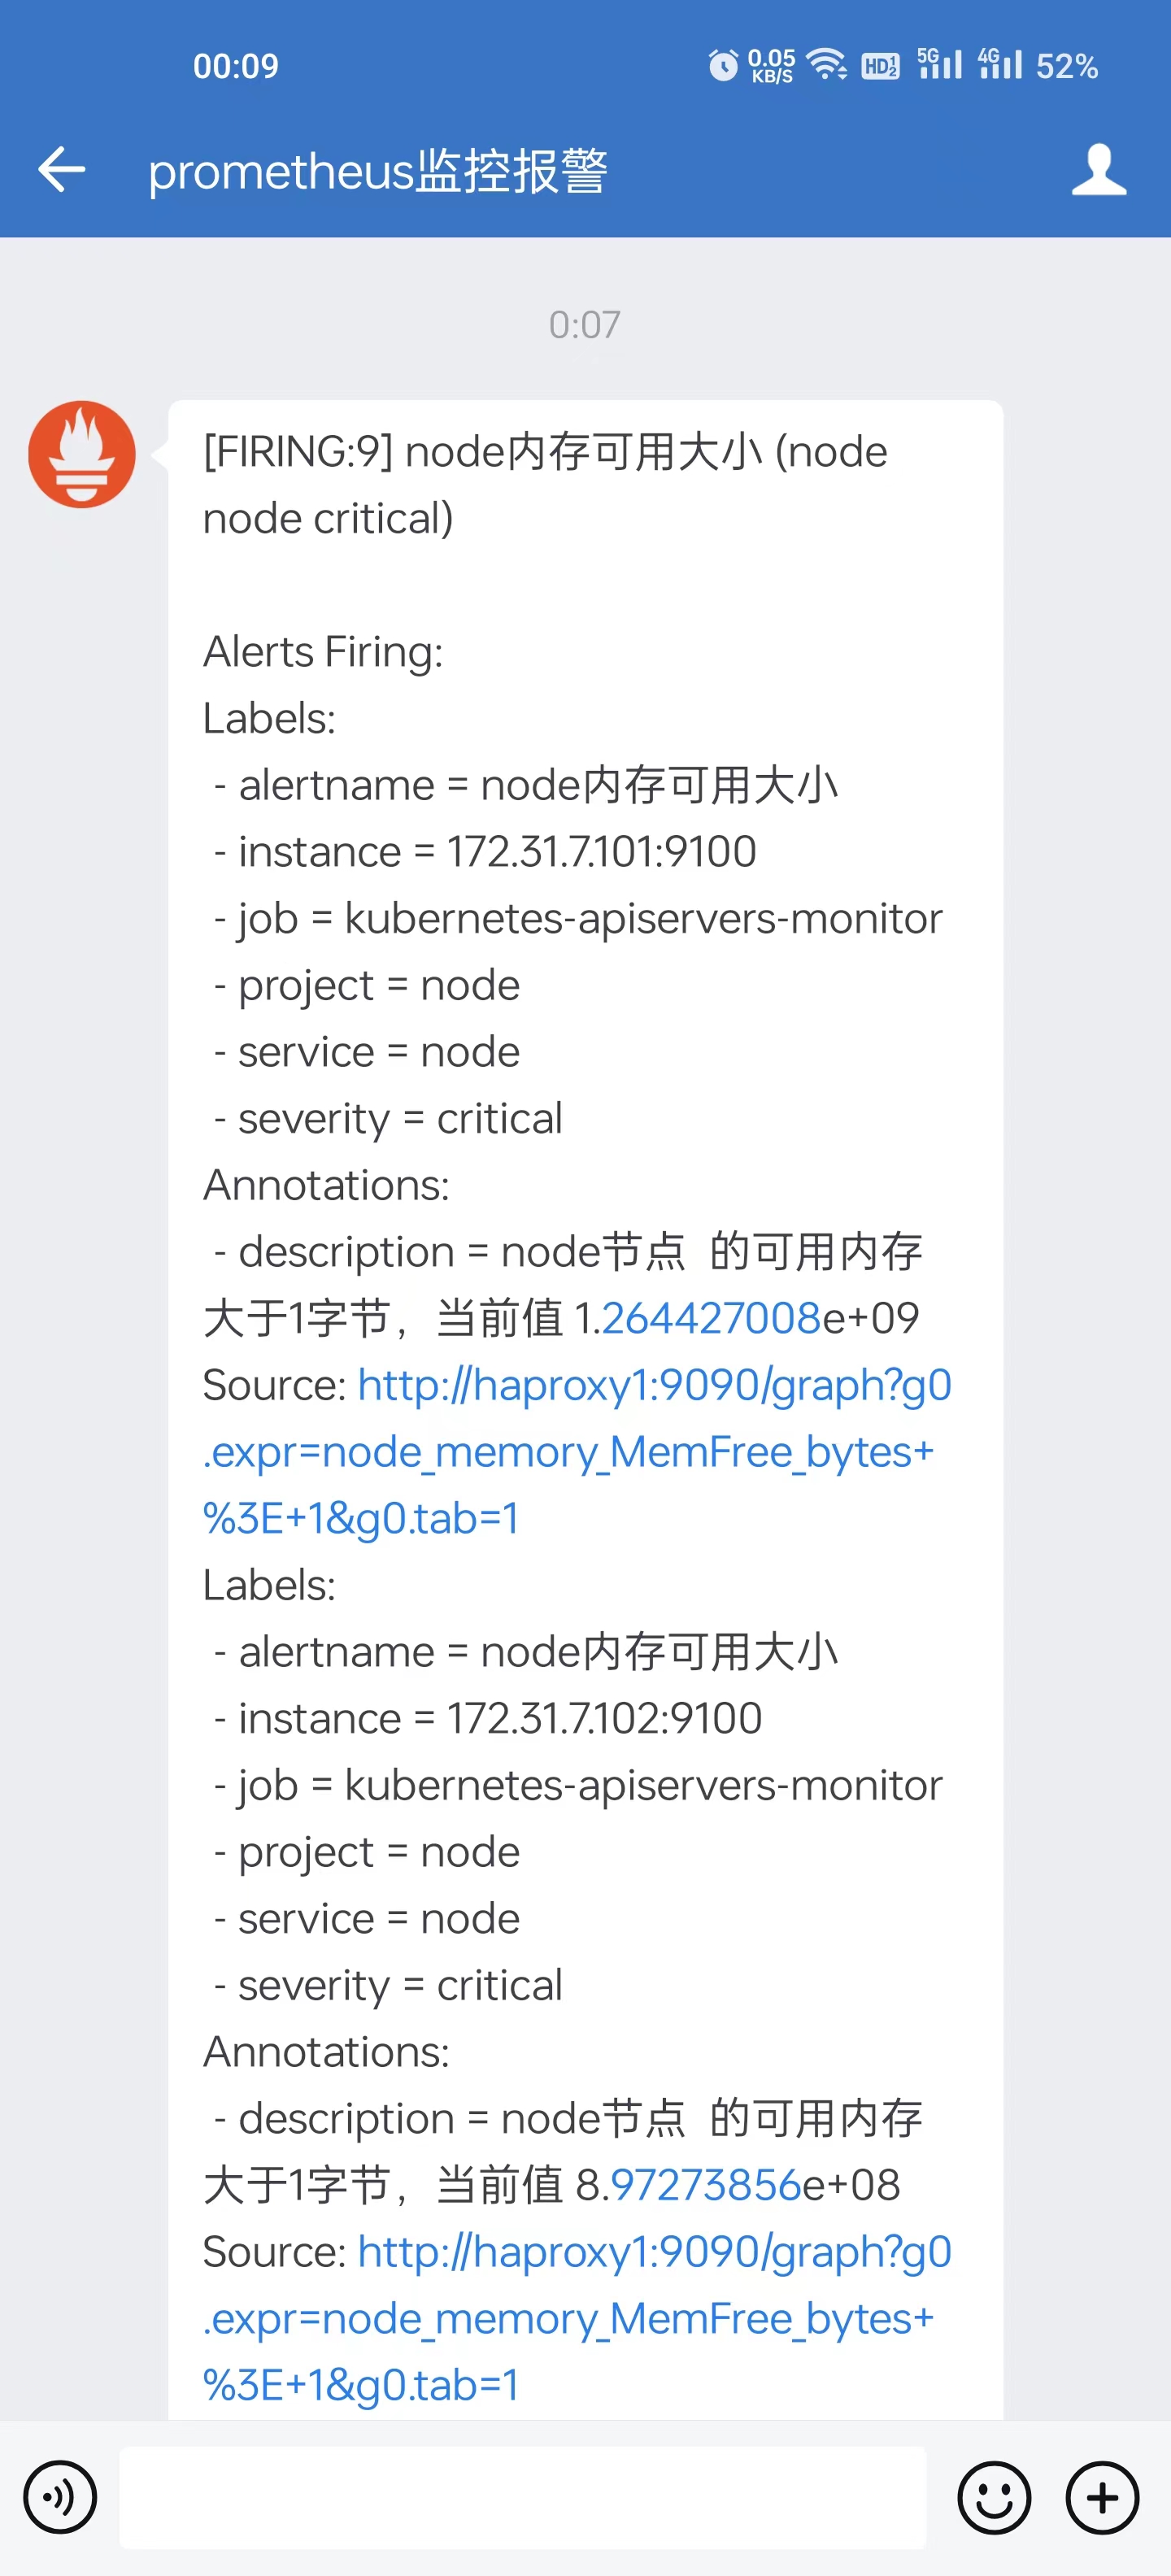 00:09
0.05 KB/S
HD 1 2
5G
4G
52%
prometheus监控报警
0:07
[FIRING:9] node内存可用大小 (node
node critical)
Alerts Firing:
Labels:
- alertname = node内存可用大小
- instance = 172.31.7.101:9100
- job = kubernetes-apiservers-monitor
- project = node
- service = node
- severity = critical
Annotations:
- description = node节点  的可用内存
大于1字节，当前值 1.264427008e+09
Source: http://haproxy1:9090/graph?g0
.expr=node_memory_MemFree_bytes+
%3E+1&g0.tab=1
Labels:
- alertname = node内存可用大小
- instance = 172.31.7.102:9100
- job = kubernetes-apiservers-monitor
- project = node
- service = node
- severity = critical
Annotations:
- description = node节点  的可用内存
大于1字节，当前值 8.97273856e+08
Source: http://haproxy1:9090/graph?g0
.expr=node_memory_MemFree_bytes+
%3E+1&g0.tab=1